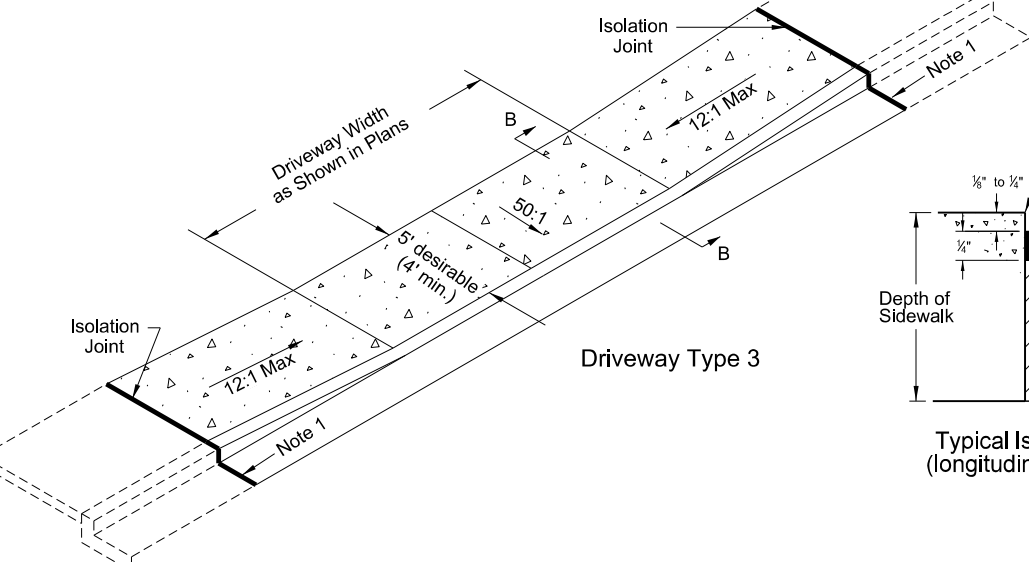 Isolation
Joint
Note 1
12:1 Max
B
Driveway Width
as Shown in Plans
⅛" to ¼"
50:1
¼"
5' desirable
(4' min.)
B
Depth of
Sidewalk
Isolation
Joint
12:1 Max
Driveway Type 3
Note 1
Typical Is
(longitudin